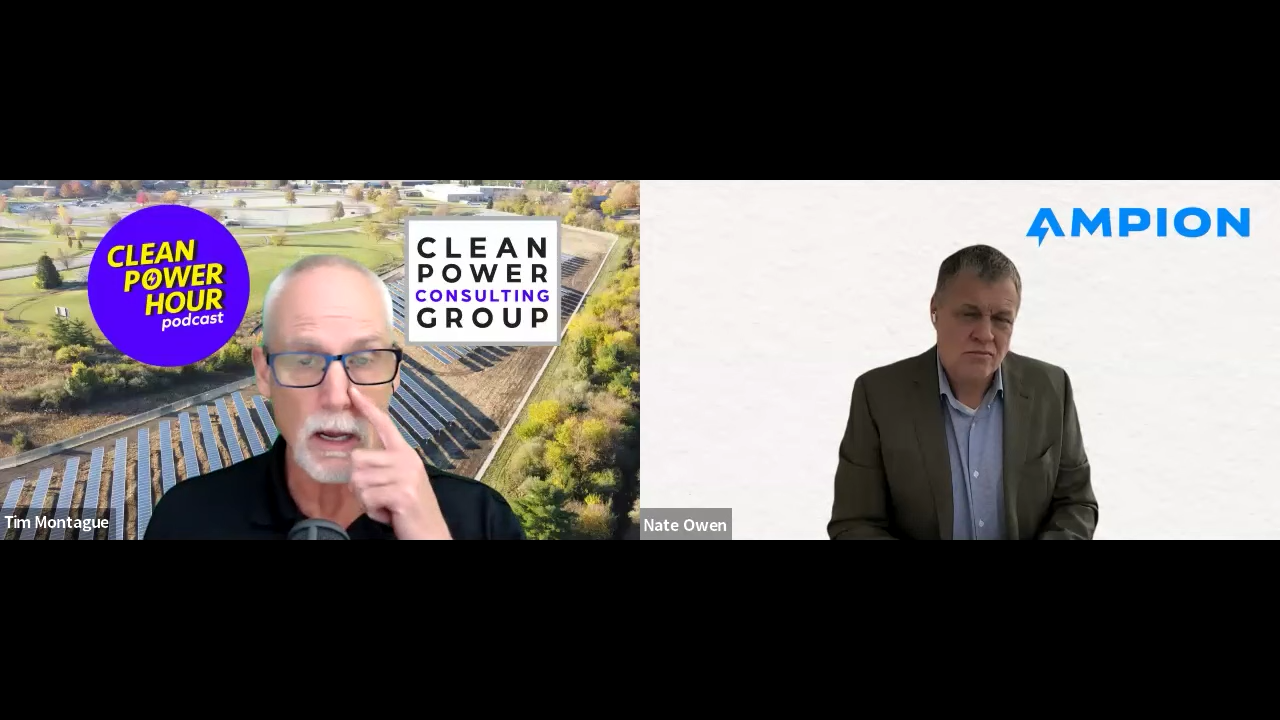 CLEAN
POWER
HOUR
podcast
CLEAN
POWER
CONSULTING
GROUP
Tim Montague
AMPION
Nate Owen